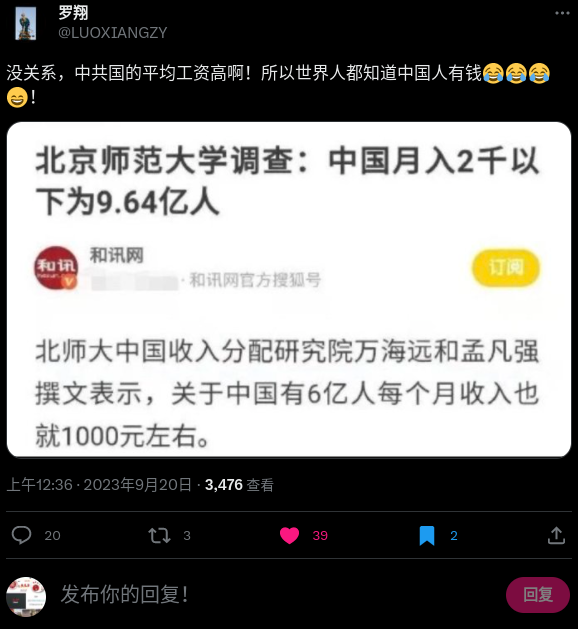 罗翔
@LUOXIANGZY
没关系，中共国的平均工资高啊！所以世界人都知道中国人有钱😂😂😂
😄！
北京师范大学调查：中国月入2千以
下为9.64亿人
和讯
和讯网
· 和讯网官方搜狐号
订阅
北师大中国收入分配研究院万海远和孟凡强
撰文表示，关于中国有6亿人每个月收入也
就1000元左右。
上午12:36 · 2023年9月20日 · 3,476 查看
20 3 39 2
发布你的回复！
回复